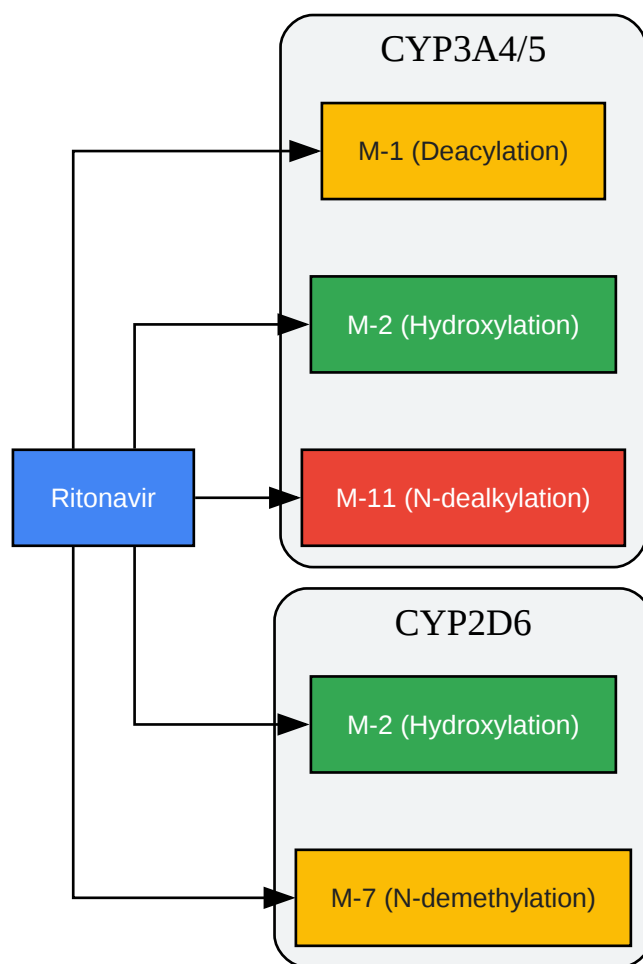 CYP3A4/5
M-1 (Deacylation)
M-2 (Hydroxylation)
Ritonavir
M-11 (N-dealkylation)
CYP2D6
M-2 (Hydroxylation)
M-7 (N-demethylation)